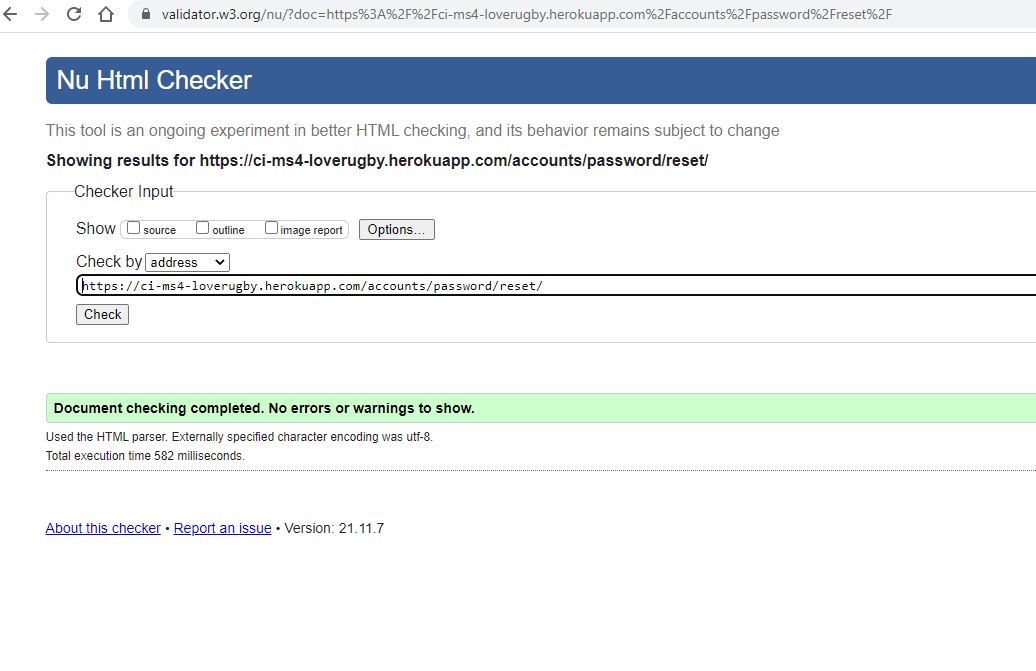 validator.w3.org/nu/?doc=https%3A%2F%2Fci-ms4-loverugby.herokuapp.com%2Faccounts%2Fpassword%2Freset%2F
Nu Html Checker
This tool is an ongoing experiment in better HTML checking, and its behavior remains subject to change
Showing results for https://ci-ms4-loverugby.herokuapp.com/accounts/password/reset/
Checker Input
Show source outline image report Options...
Check by address
https://ci-ms4-loverugby.herokuapp.com/accounts/password/reset/
Check
Document checking completed. No errors or warnings to show.
Used the HTML parser. Externally specified character encoding was utf-8.
Total execution time 582 milliseconds.
About this checker • Report an issue • Version: 21.11.7